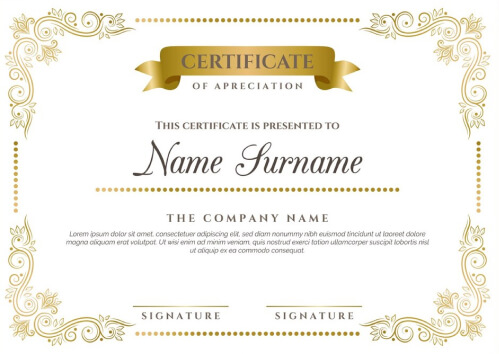 CERTIFICATE
OF APRECIATION
THIS CERTIFICATE IS PRESENTED TO
Name Surname
THE COMPANY NAME
Lorem ipsum dolor sit amet, consectetuer adipiscing elit, sed diam nonummy nibh euismod tincidunt ut laoreet dolore
magna aliquam erat volutpat. Ut wisi enim ad minim veniam, quis nostrud exerci tation ullamcorper suscipit lobortis nisl
ut aliquip ex ea commodo consequat
SIGNATURE SIGNATURE